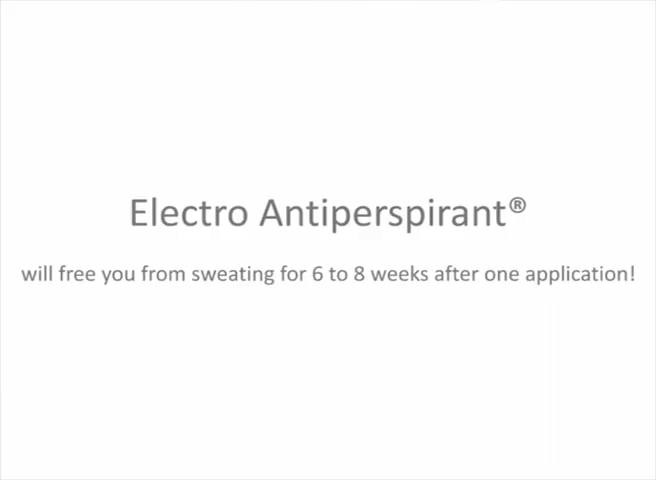 Electro Antiperspirant®
will free you from sweating for 6 to 8 weeks after one application!